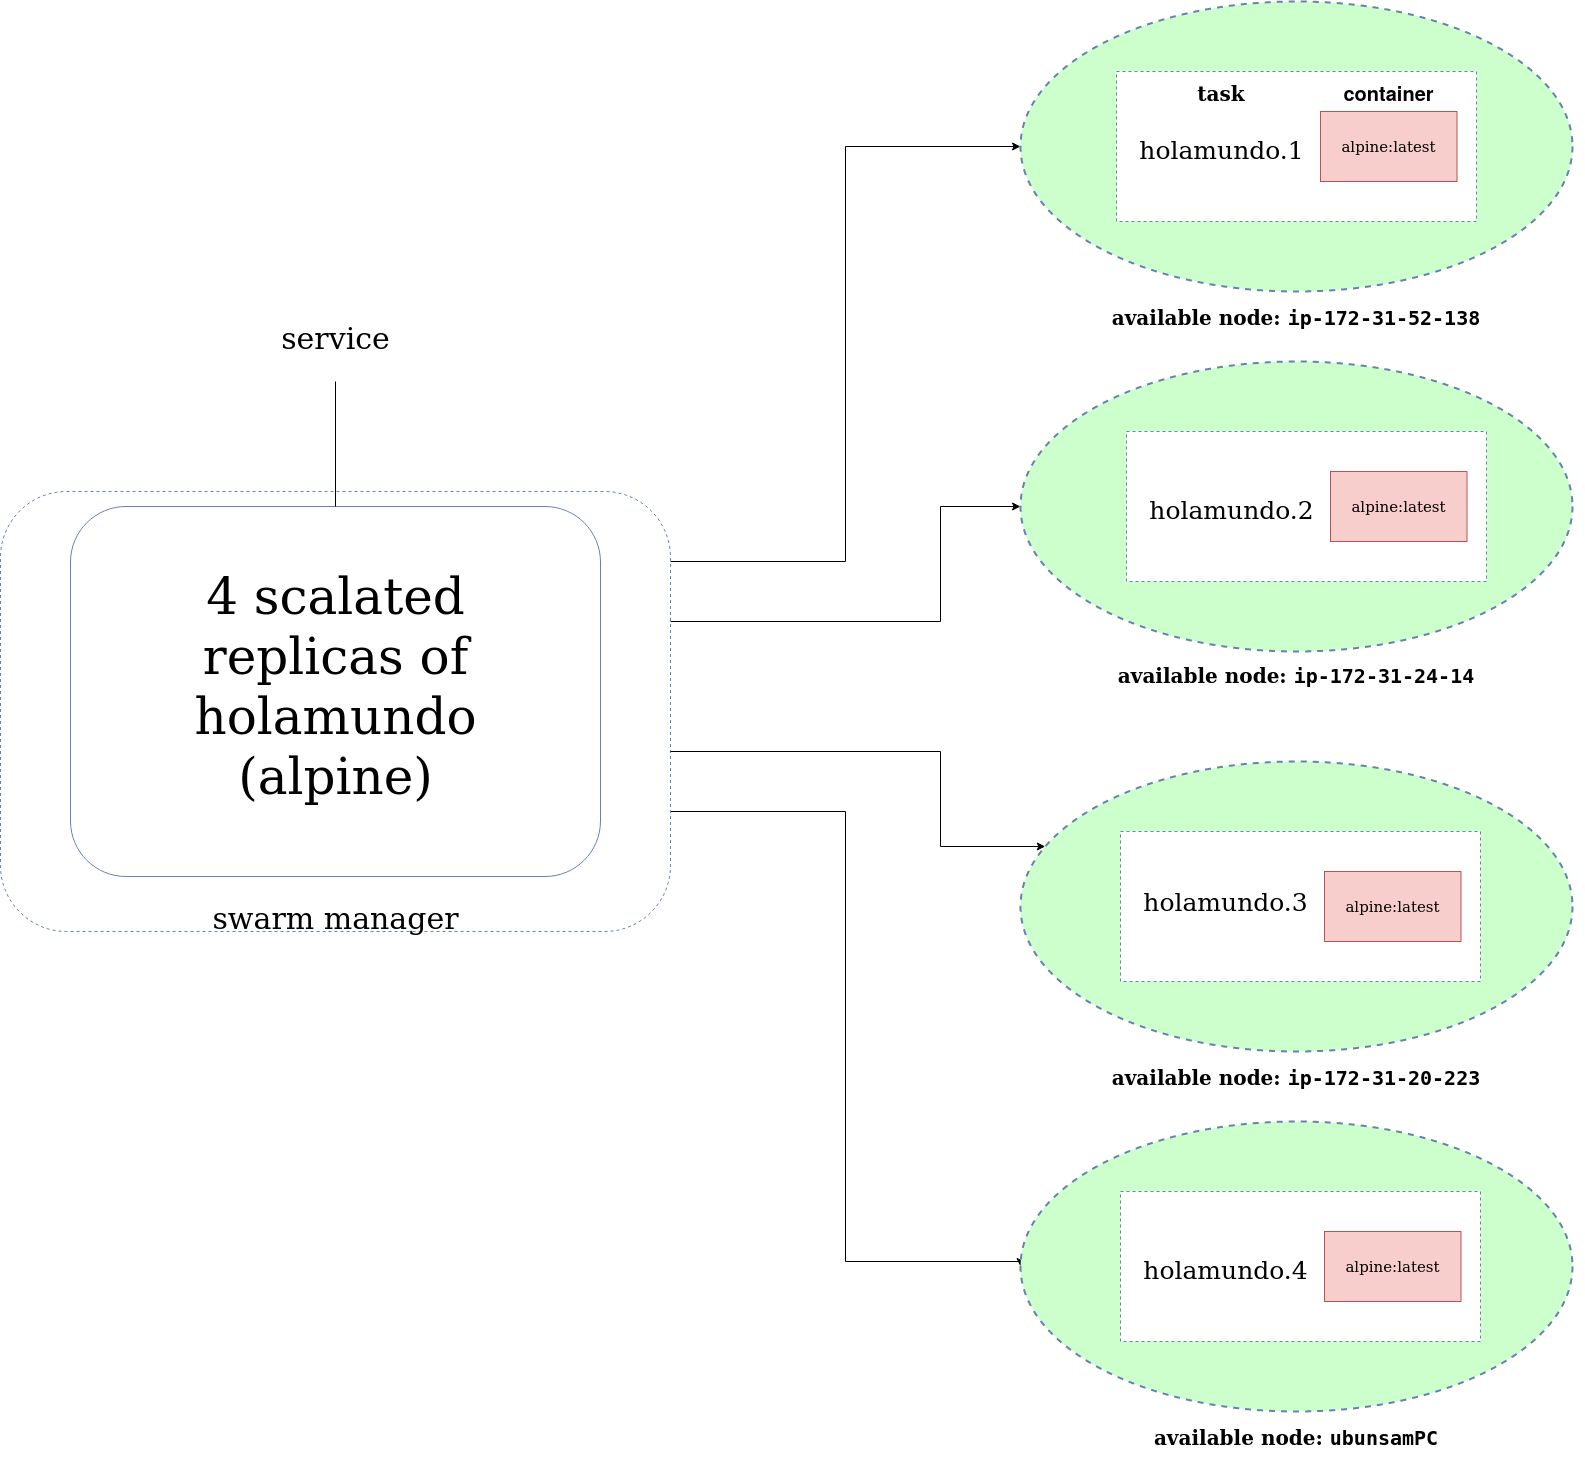 service
4 scalated
replicas of
holamundo
(alpine)
swarm manager
task
container
holamundo.1
alpine:latest
available node: ip-172-31-52-138
holamundo.2
alpine:latest
available node: ip-172-31-24-14
holamundo.3
alpine:latest
available node: ip-172-31-20-223
holamundo.4
alpine:latest
available node: ubunsamPC